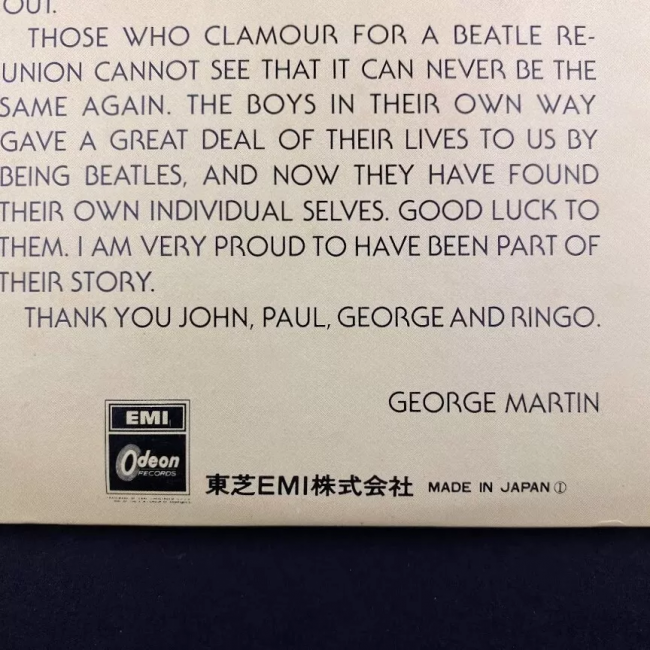 OUT.
THOSE WHO CLAMOUR FOR A BEATLE RE-
UNION CANNOT SEE THAT IT CAN NEVER BE THE
SAME AGAIN. THE BOYS IN THEIR OWN WAY
GAVE A GREAT DEAL OF THEIR LIVES TO US BY
BEING BEATLES, AND NOW THEY HAVE FOUND
THEIR OWN INDIVIDUAL SELVES. GOOD LUCK TO
THEM. I AM VERY PROUD TO HAVE BEEN PART OF
THEIR STORY.
THANK YOU JOHN, PAUL, GEORGE AND RINGO.
GEORGE MARTIN
EMI
Odeon
RECORDS
東芝EMI株式会社 MADE IN JAPAN Ⓘ